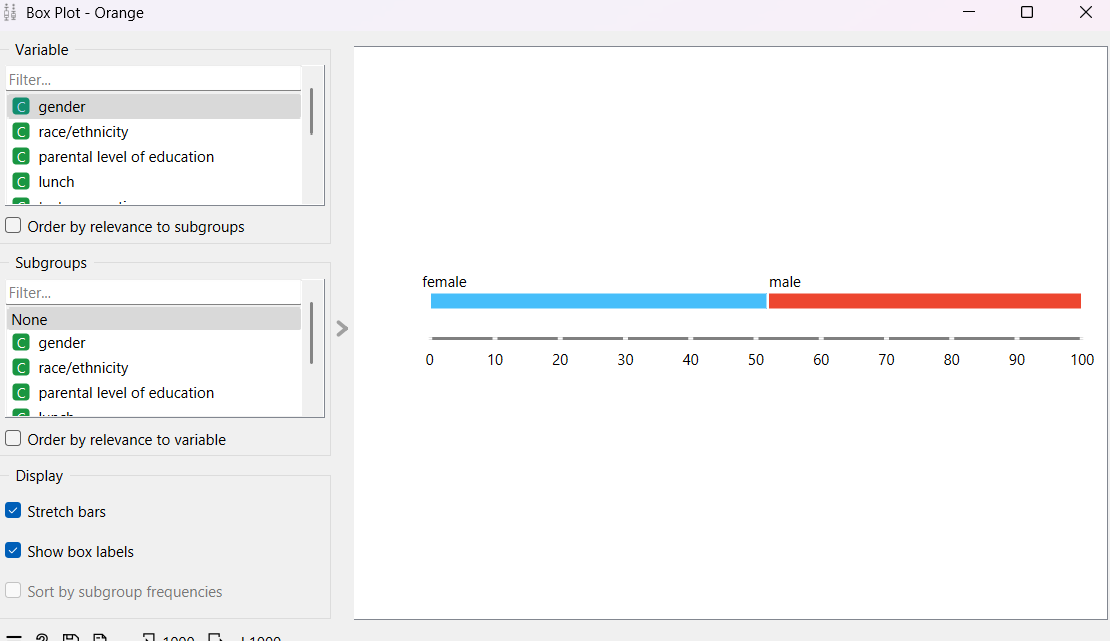 Box Plot - Orange
Variable
Filter...
C gender
C race/ethnicity
C parental level of education
C lunch
Order by relevance to subgroups
Subgroups
Filter...
None
C gender
C race/ethnicity
C parental level of education
C lunch
Order by relevance to variable
Display
Stretch bars
Show box labels
Sort by subgroup frequencies
? 1000 1000
female male
0 10 20 30 40 50 60 70 80 90 100